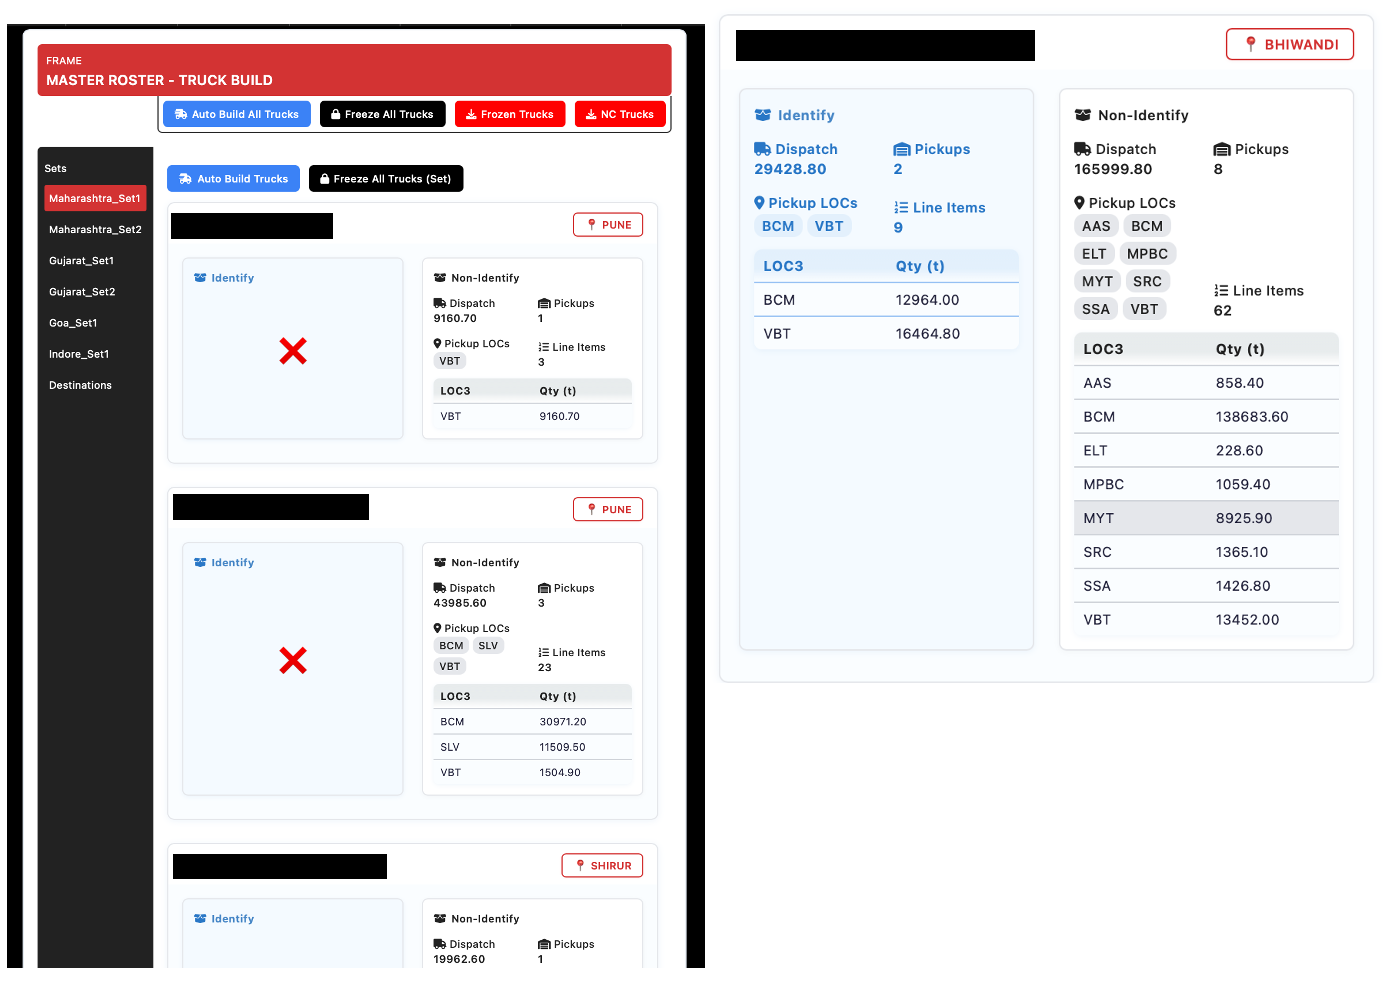 FRAME
MASTER ROSTER - TRUCK BUILD
Auto Build All Trucks
Freeze All Trucks
Frozen Trucks
NC Trucks
Sets
Maharashtra_Set1
Maharashtra_Set2
Gujarat_Set1
Gujarat_Set2
Goa_Set1
Indore_Set1
Destinations
Auto Build Trucks
Freeze All Trucks (Set)
PUNE
Identify
Non-Identify
Dispatch Pickups
9160.70 1
Pickup LOCs Line Items
VBT 3
LOC3 Qty (t)
VBT 9160.70
PUNE
Identify
Non-Identify
Dispatch Pickups
43985.60 3
Pickup LOCs
BCM SLV
Line Items
VBT 23
LOC3 Qty (t)
BCM 30971.20
SLV 11509.50
VBT 1504.90
SHIRUR
Identify
Non-Identify
Dispatch Pickups
19962.60 1
BHIWANDI
Identify
Dispatch Pickups
29428.80 2
Pickup LOCs Line Items
BCM VBT 9
LOC3 Qty (t)
BCM 12964.00
VBT 16464.80
Non-Identify
Dispatch Pickups
165999.80 8
Pickup LOCs
AAS BCM
ELT MPBC
MYT SRC
Line Items
SSA VBT 62
LOC3 Qty (t)
AAS 858.40
BCM 138683.60
ELT 228.60
MPBC 1059.40
MYT 8925.90
SRC 1365.10
SSA 1426.80
VBT 13452.00